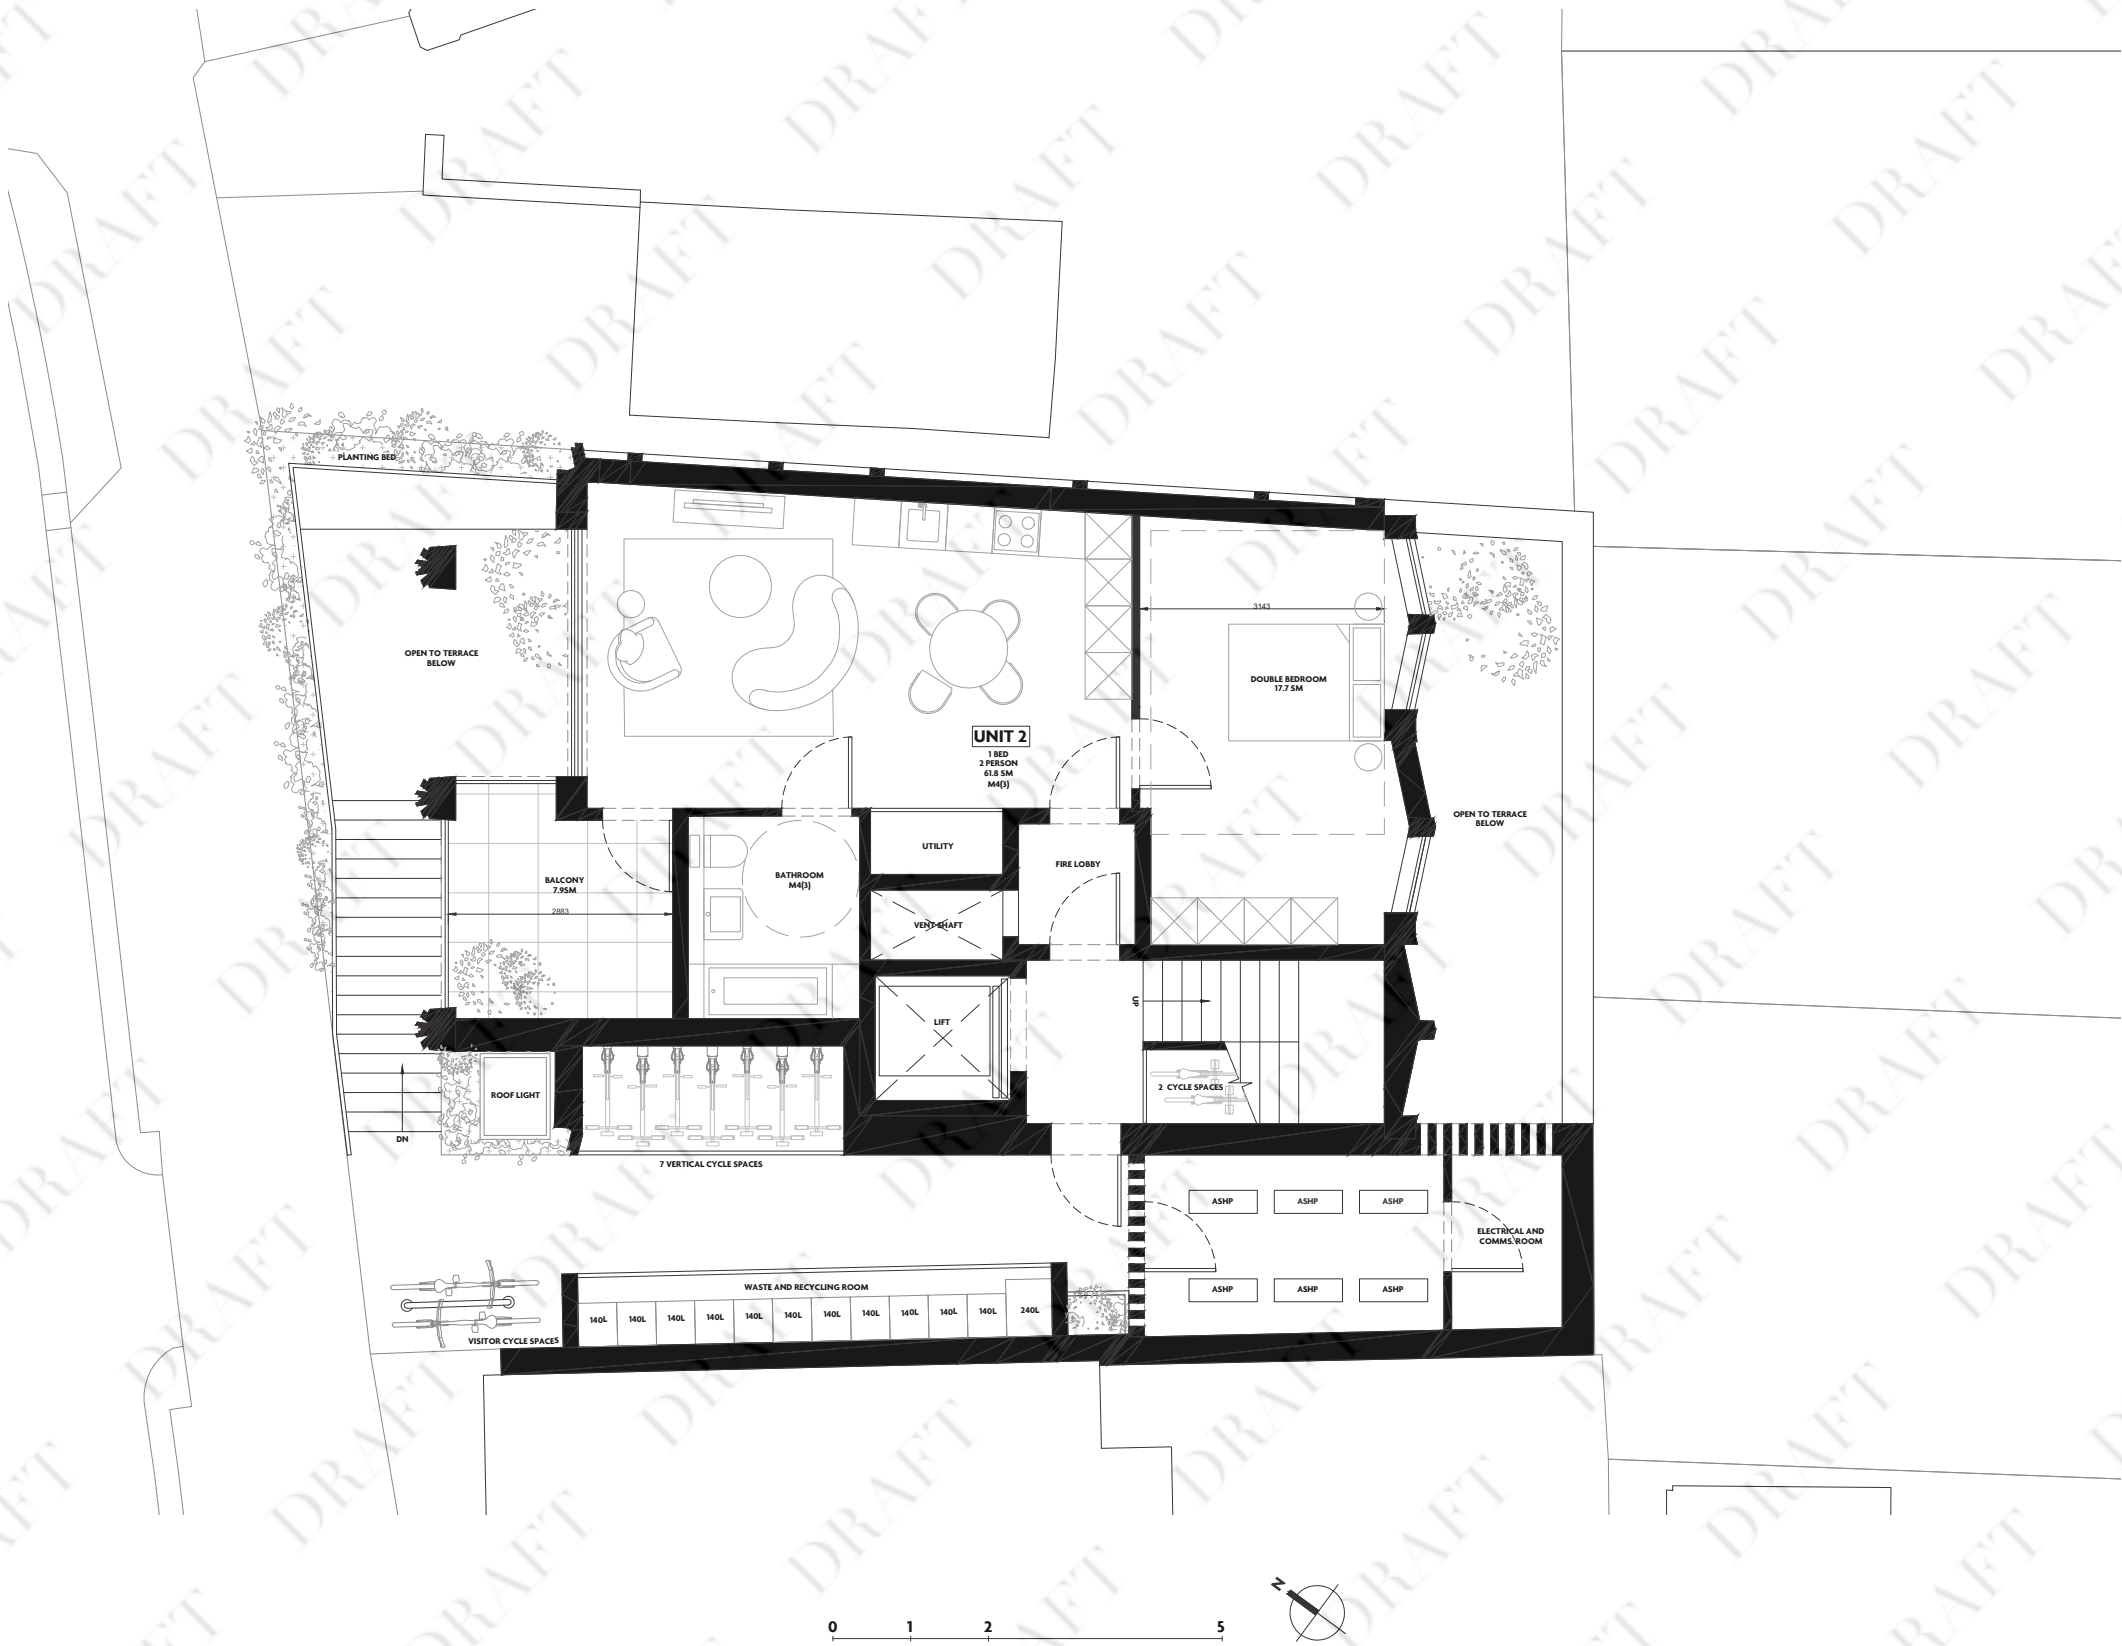 PLANTING BED
OPEN TO TERRACE
BELOW
3143
DOUBLE BEDROOM
17.7 SM
UNIT 2
1 BED
2 PERSON
61.8 SM
M4(3)
OPEN TO TERRACE
BELOW
UTILITY
FIRE LOBBY
BALCONY
7.9SM
2883
BATHROOM
M4(3)
VENT SHAFT
UP
LIFT
2 CYCLE SPACES
ROOF LIGHT
DN
7 VERTICAL CYCLE SPACES
ASHP ASHP ASHP
ELECTRICAL AND
COMMS. ROOM
ASHP ASHP ASHP
WASTE AND RECYCLING ROOM
140L 140L 140L 140L 140L 140L 140L 140L 140L 140L 140L 240L
VISITOR CYCLE SPACES
N
0 1 2 5
DRAFT